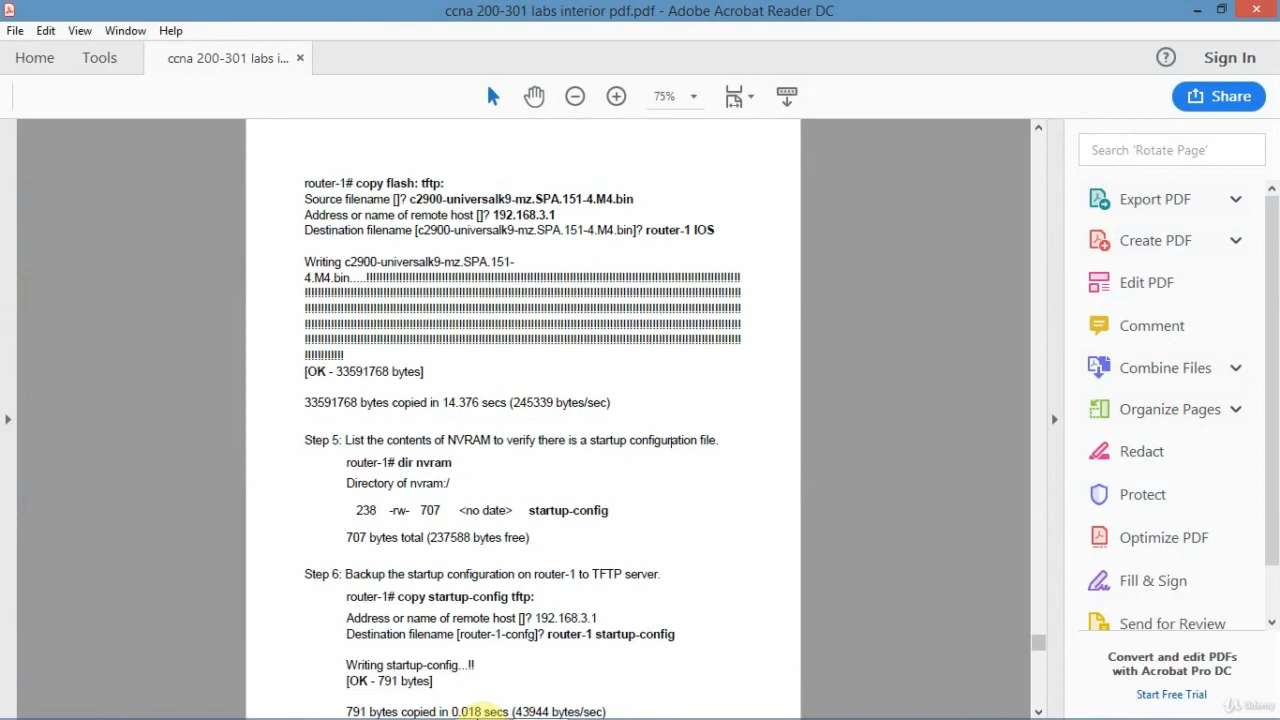 ccna 200-301 labs interior pdf.pdf - Adobe Acrobat Reader DC
File Edit View Window Help
Home Tools ccna 200-301 labs i... × Sign In
75% Share
Search 'Rotate Page'
router-1# copy flash: tftp:
Source filename []? c2900-universalk9-mz.SPA.151-4.M4.bin
Address or name of remote host []? 192.168.3.1
Destination filename [c2900-universalk9-mz.SPA.151-4.M4.bin]? router-1 IOS
Writing c2900-universalk9-mz.SPA.151-
4.M4.bin....
[OK - 33591768 bytes]
33591768 bytes copied in 14.376 secs (245339 bytes/sec)
Step 5: List the contents of NVRAM to verify there is a startup configuration file.
router-1# dir nvram
Directory of nvram:/
238 -rw- 707 <no date> startup-config
707 bytes total (237588 bytes free)
Step 6: Backup the startup configuration on router-1 to TFTP server.
router-1# copy startup-config tftp:
Address or name of remote host []? 192.168.3.1
Destination filename [router-1-confg]? router-1 startup-config
Writing startup-config...!!
[OK - 791 bytes]
791 bytes copied in 0.018 secs (43944 bytes/sec)
Export PDF
Create PDF
Edit PDF
Comment
Combine Files
Organize Pages
Redact
Protect
Optimize PDF
Fill & Sign
Send for Review
Convert and edit PDFs
with Acrobat Pro DC
Start Free Trial
Udemy